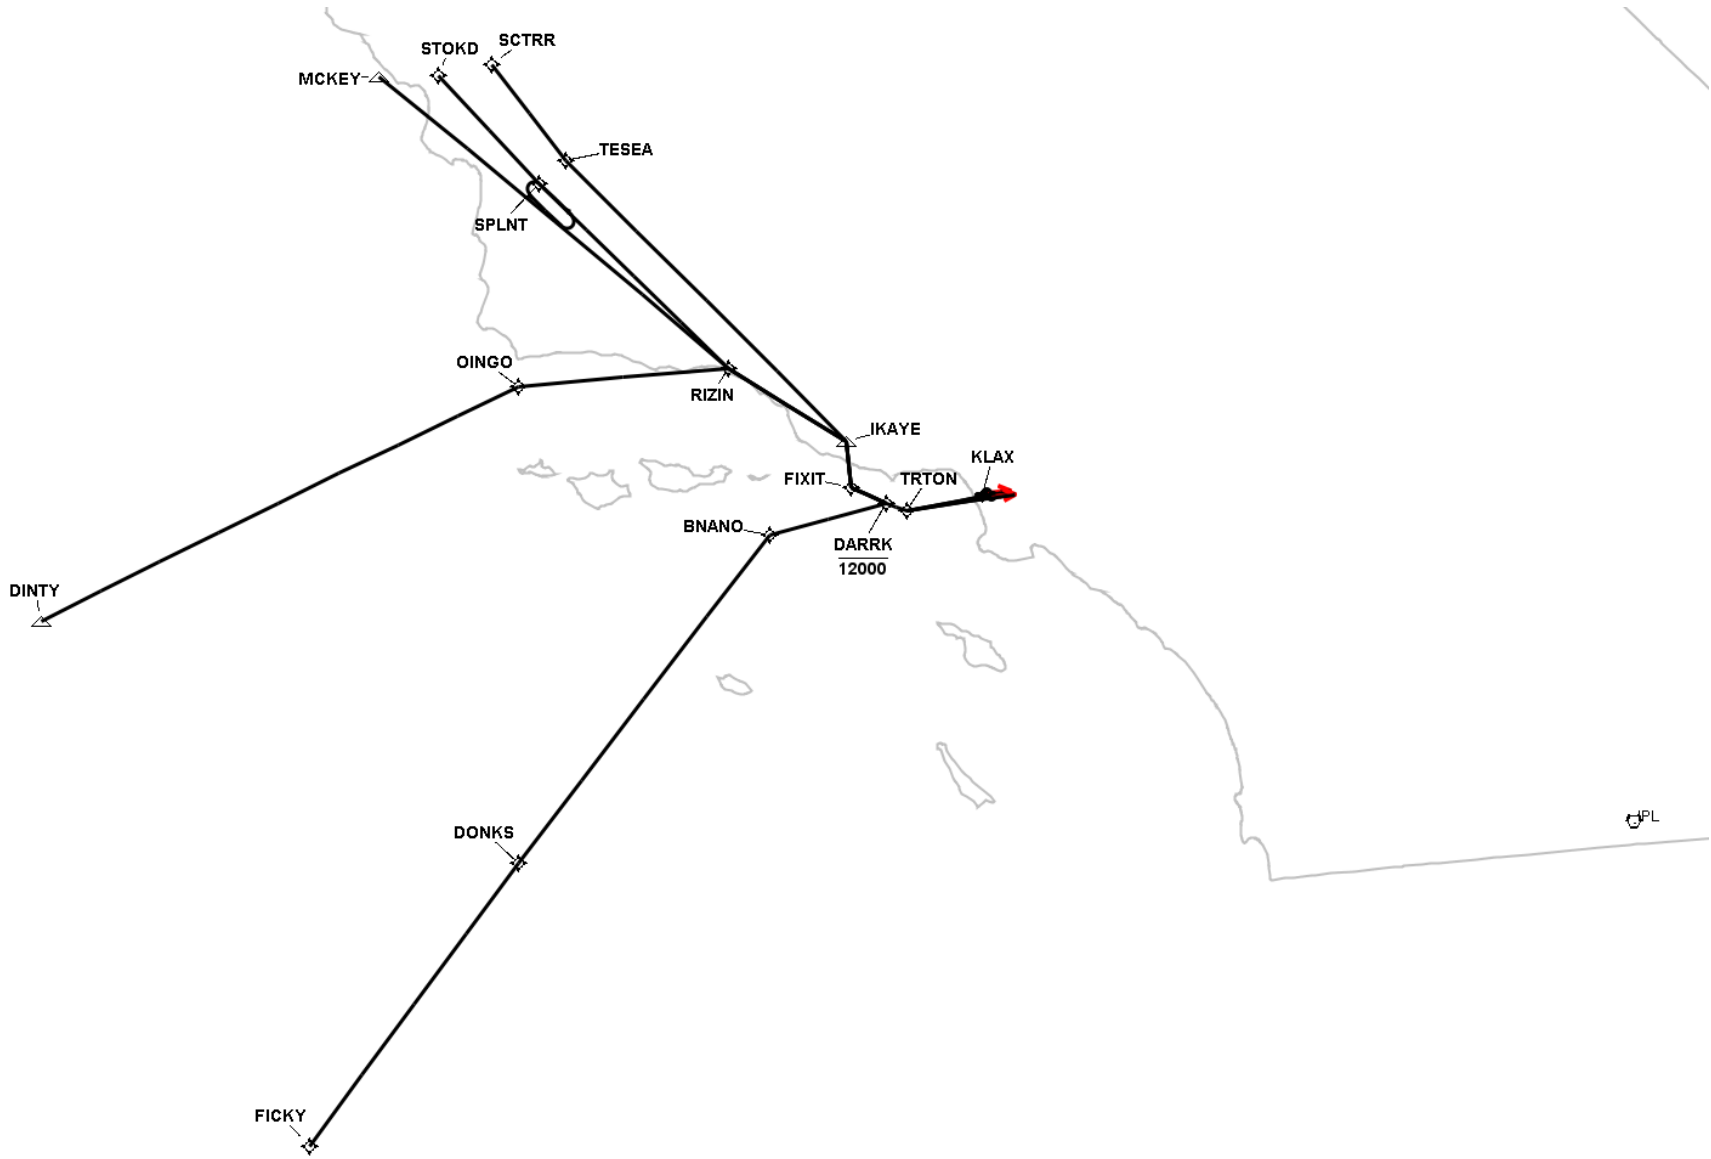 SCTRR
STOKD
MCKEY
TESEA
SPLNT
OINGO
RIZIN
IKAYE
KLAX
FIXIT
TRTON
BNANO
DARRK
12000
DINTY
IPL
DONKS
FICKY